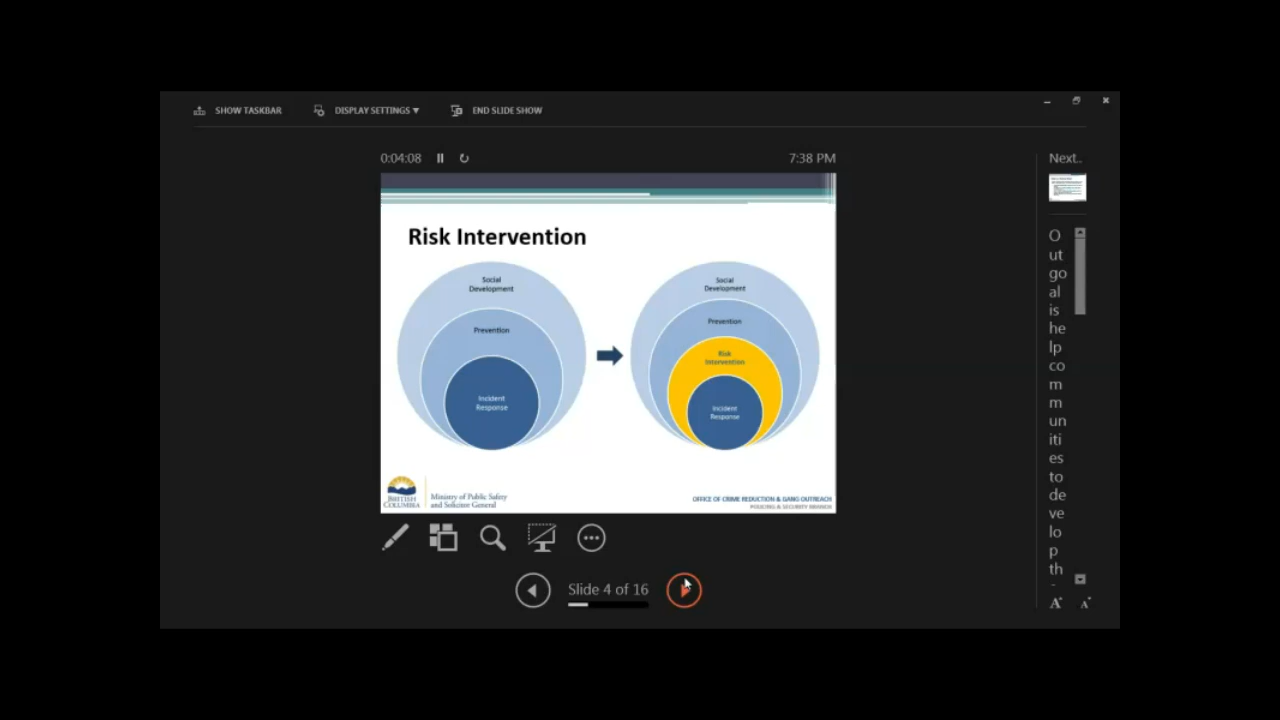 SHOW TASKBAR
DISPLAY SETTINGS ▼
END SLIDE SHOW
0:04:08
7:38 PM
Next..
Risk Intervention
Social
Development
Prevention
Incident
Response
Social
Development
Prevention
Risk
Intervention
Incident
Response
BRITISH
COLUMBIA
Ministry of Public Safety
and Solicitor General
OFFICE OF CRIME REDUCTION & GANG OUTREACH
POLICING & SECURITY BRANCH
Slide 4 of 16
O
ut
go
al
is
he
lp
co
m
m
un
iti
es
to
de
ve
lo
p
th
A
A